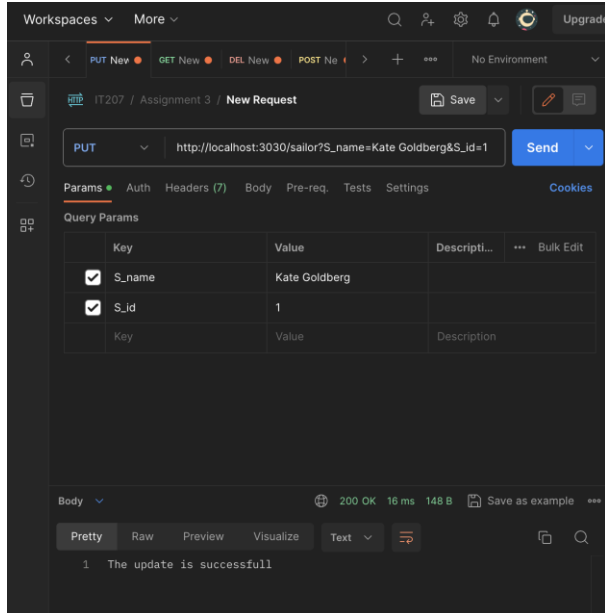 Workspaces More Upgrade
PUT New GET New DEL New POST Ne No Environment
HTTP IT207 / Assignment 3 / New Request Save
PUT http://localhost:3030/sailor?S_name=Kate Goldberg&S_id=1 Send
Params Auth Headers (7) Body Pre-req. Tests Settings Cookies
Query Params
Key Value Descripti... Bulk Edit
S_name Kate Goldberg
S_id 1
Key Value Description
Body 200 OK 16 ms 148 B Save as example
Pretty Raw Preview Visualize Text
1 The update is successfull